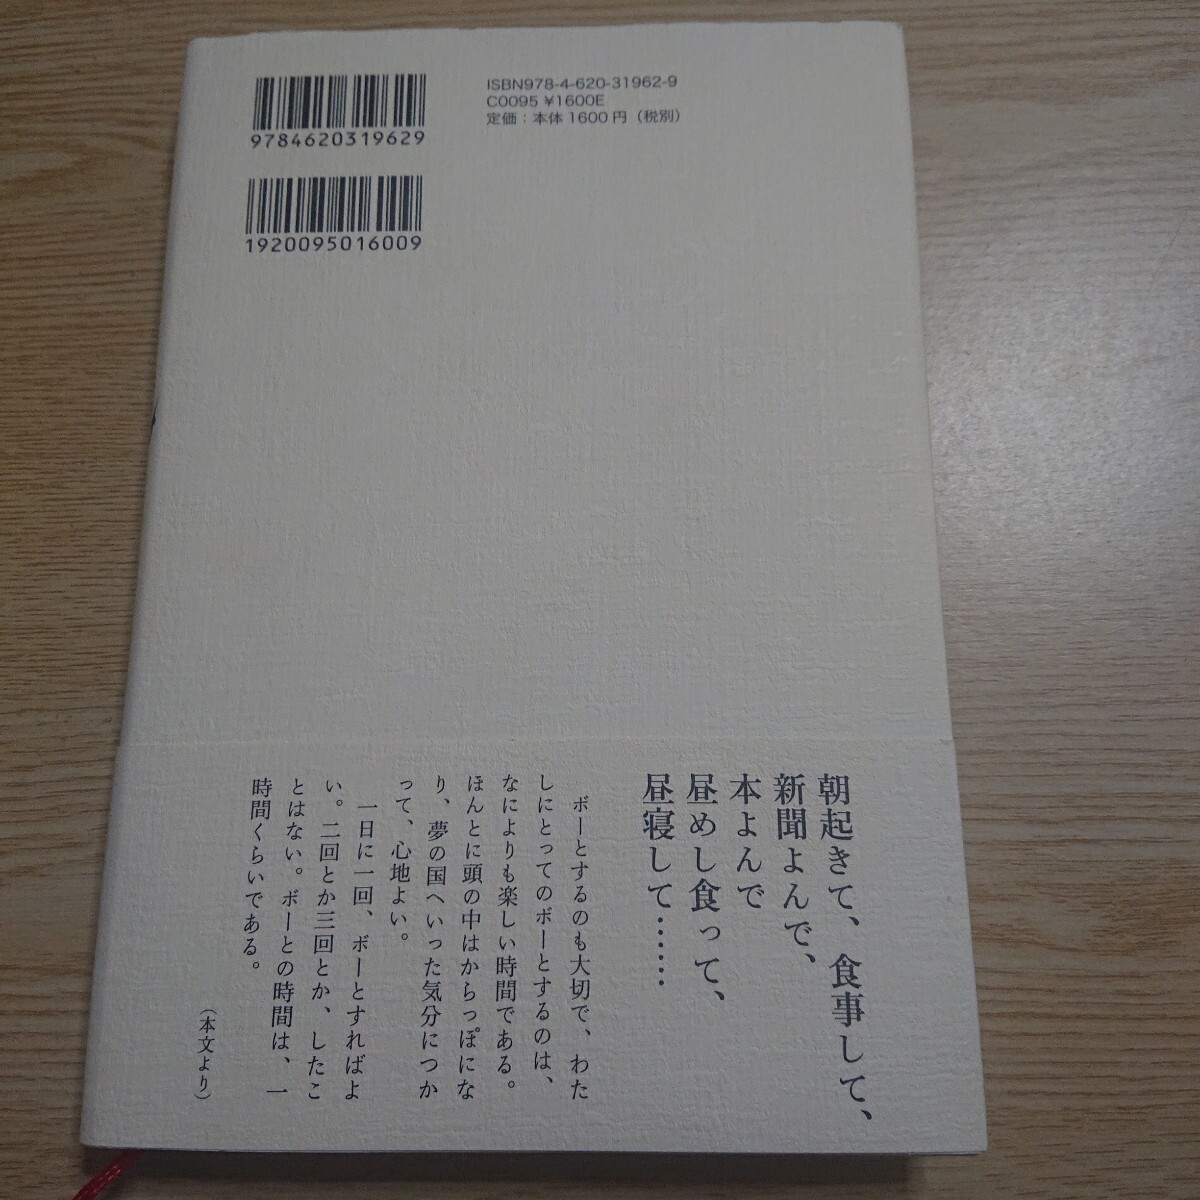 9784620319629
1920095016009
ISBN978-4-620-31962-9
C0095 ¥1600E
定価：本体1600円（税別）
朝起きて、食事して、
新聞よんで、
本よんで
昼めし食って、
昼寝して……
ボーとするのも大切で、わた
しにとってのボーとするのは、
なによりも楽しい時間である。
ほんとに頭の中はからっぽにな
り、夢の国へいった気分につか
って、心地よい。
一日に一回、ボーとすればよ
い。二回とか三回とか、したこ
とはない。ボーとの時間は、一
時間くらいである。
（本文より）